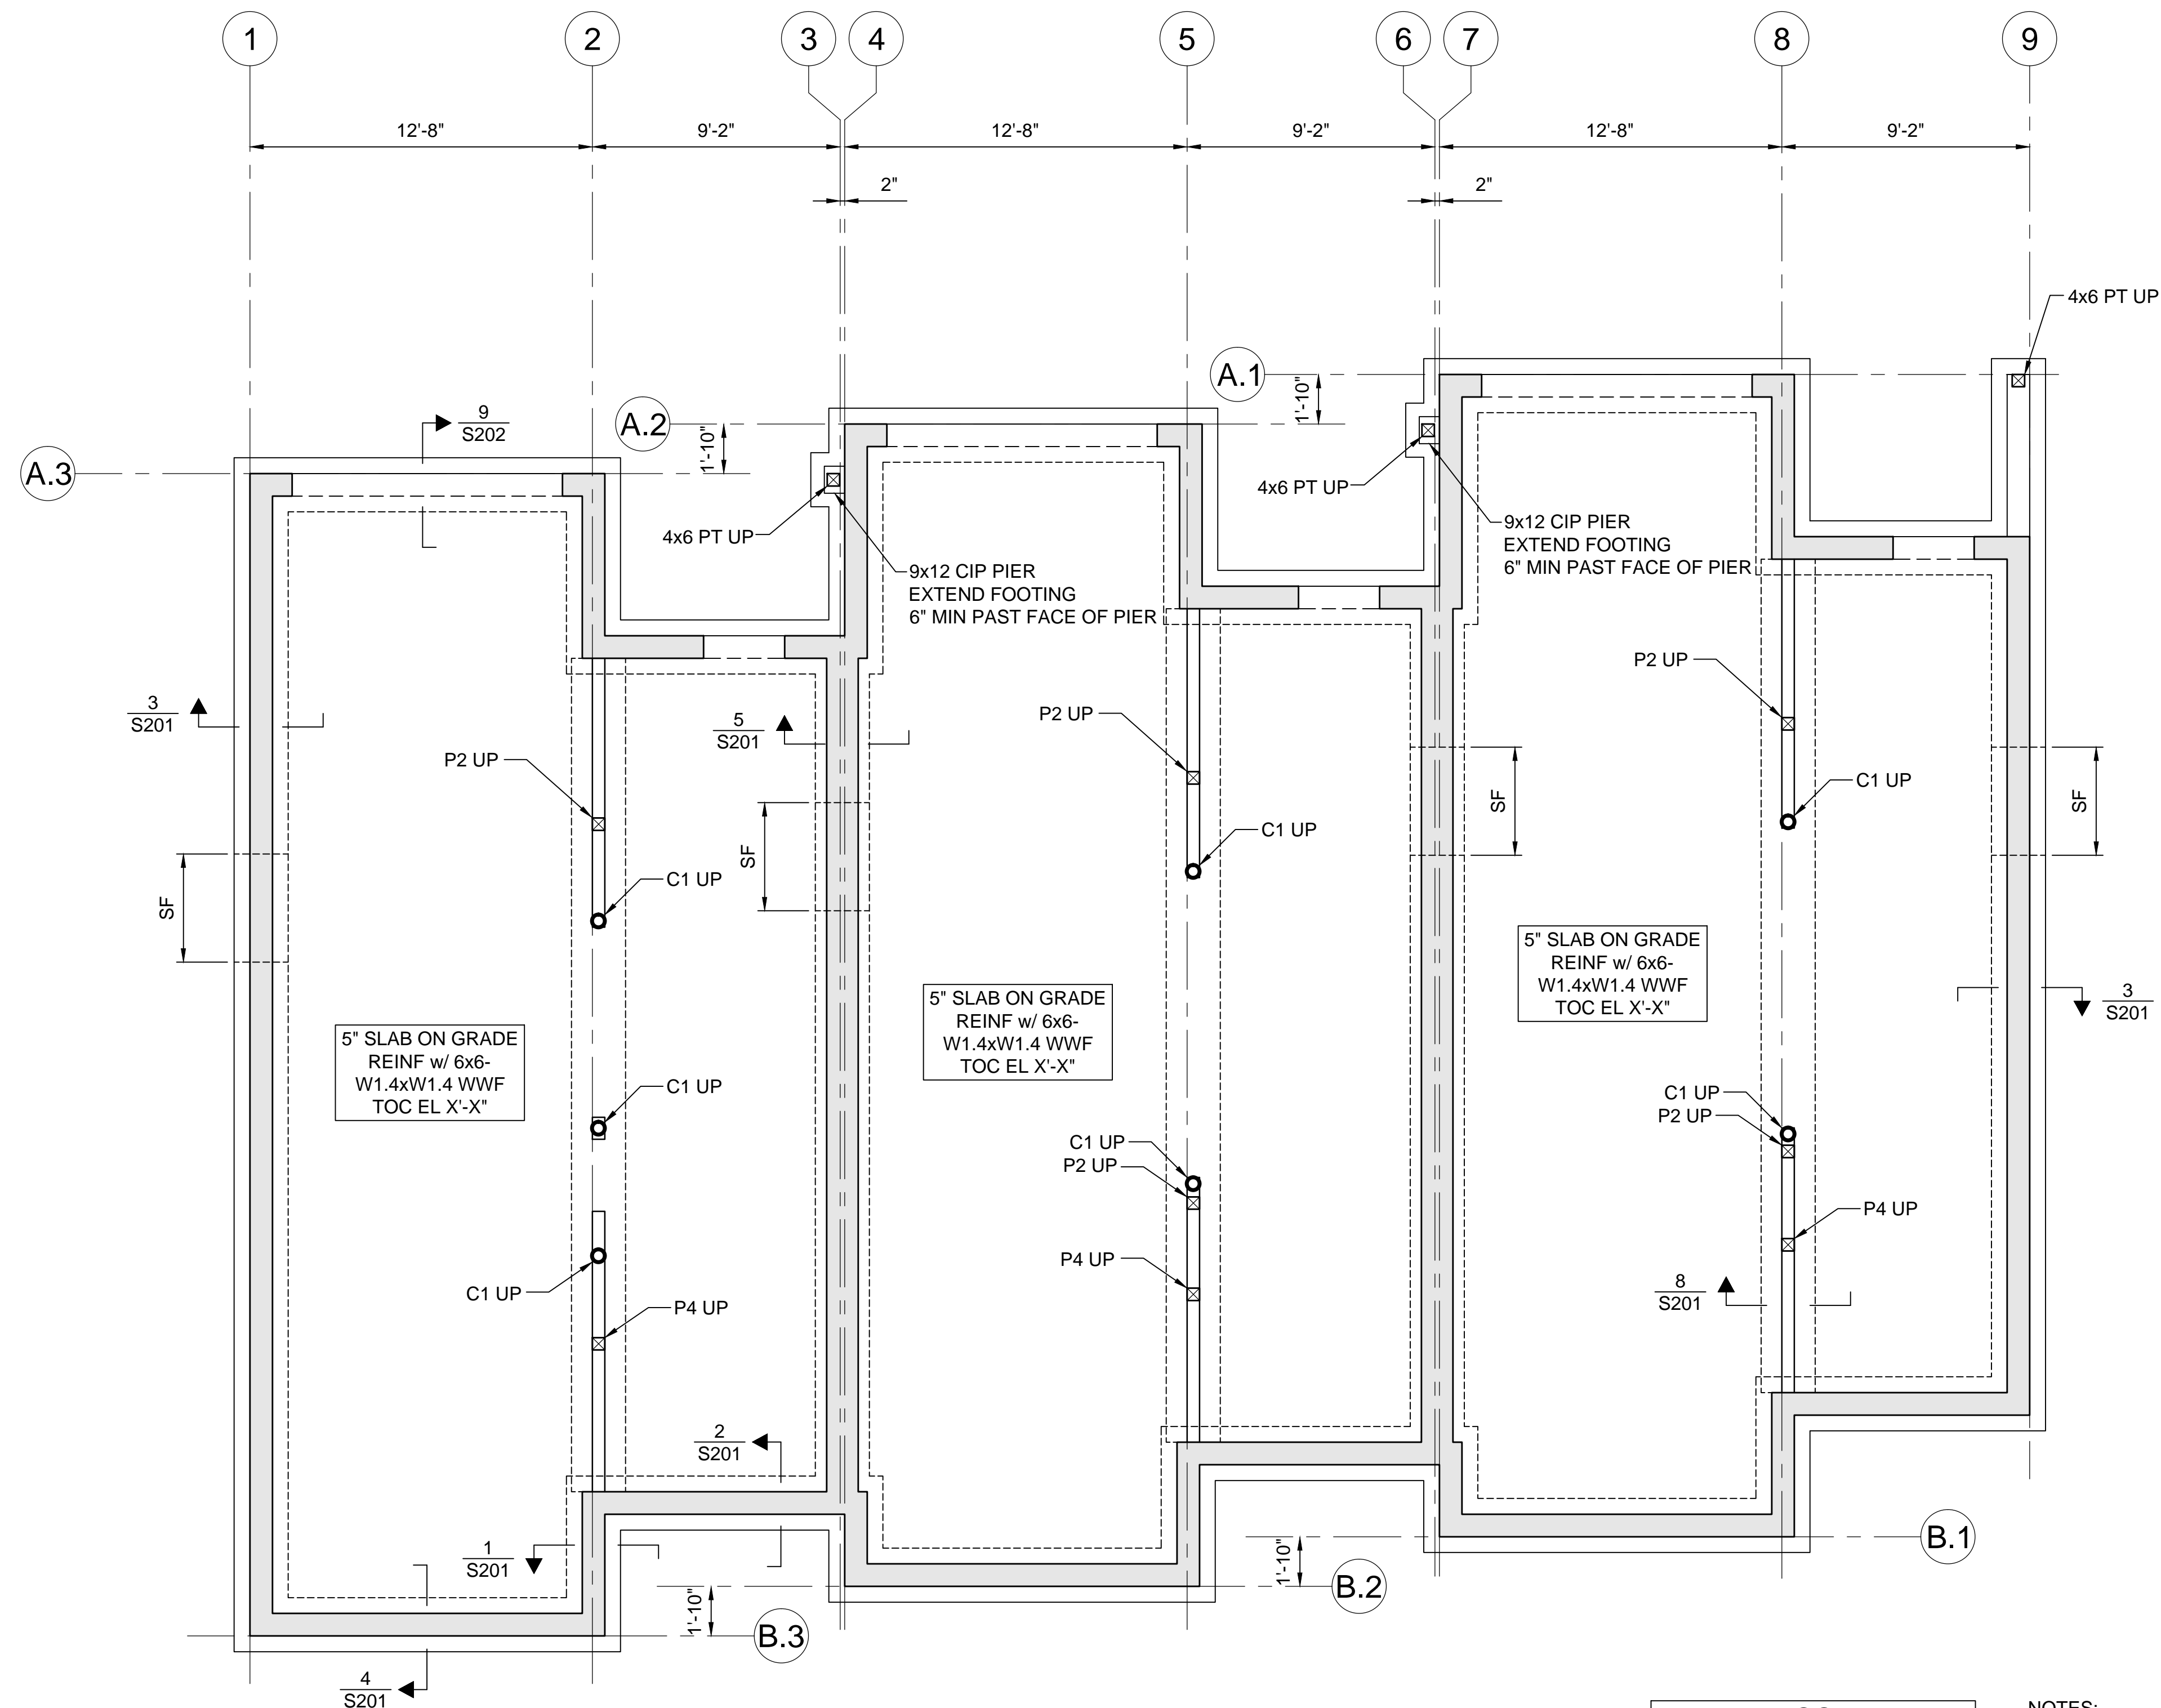 1
2
3
4
5
6
7
8
9
12'-8"
9'-2"
12'-8"
9'-2"
12'-8"
9'-2"
2"
2"
4x6 PT UP
A.1
1'-10"
A.2
1'-10"
9
S202
A.3
4x6 PT UP
4x6 PT UP
9x12 CIP PIER
EXTEND FOOTING
6" MIN PAST FACE OF PIER
9x12 CIP PIER
EXTEND FOOTING
6" MIN PAST FACE OF PIER
3
S201
5
S201
P2 UP
P2 UP
P2 UP
C1 UP
C1 UP
C1 UP
SF
SF
SF
SF
5" SLAB ON GRADE
REINF w/ 6x6-
W1.4xW1.4 WWF
TOC EL X'-X"
5" SLAB ON GRADE
REINF w/ 6x6-
W1.4xW1.4 WWF
TOC EL X'-X"
5" SLAB ON GRADE
REINF w/ 6x6-
W1.4xW1.4 WWF
TOC EL X'-X"
3
S201
C1 UP
C1 UP
P2 UP
C1 UP
P2 UP
C1 UP
P4 UP
P4 UP
P4 UP
8
S201
2
S201
1
S201
1'-10"
B.3
1'-10"
B.2
B.1
4
S201
NOTES: